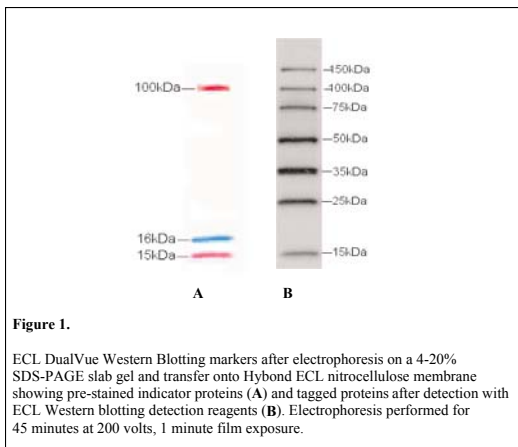 100kDa
16kDa
15kDa
150kDa
100kDa
75kDa
50kDa
35kDa
25kDa
15kDa
A B
Figure 1.
ECL DualVue Western Blotting markers after electrophoresis on a 4-20%
SDS-PAGE slab gel and transfer onto Hybond ECL nitrocellulose membrane
showing pre-stained indicator proteins (A) and tagged proteins after detection with
ECL Western blotting detection reagents (B). Electrophoresis performed for
45 minutes at 200 volts, 1 minute film exposure.